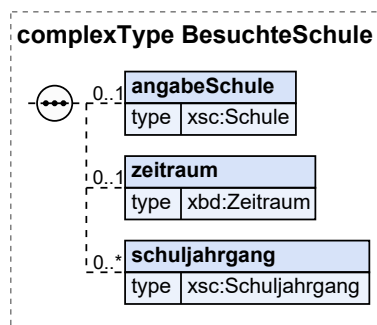 complexType BesuchteSchule
0..1 angabeSchule
type xsc:Schule
0..1 zeitraum
type xbd:Zeitraum
0..* schuljahrgang
type xsc:Schuljahrgang